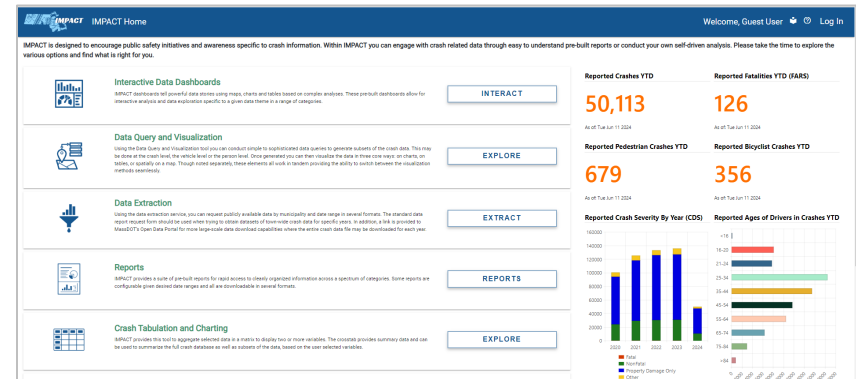 IMPACT IMPACT Home
Welcome, Guest User Log In
IMPACT is designed to encourage public safety initiatives and awareness specific to crash information. Within IMPACT you can engage with crash related data through easy to understand pre-built reports or conduct your own self-driven analysis. Please take the time to explore the
various options and find what is right for you.
Interactive Data Dashboards
IMPACT dashboards tell powerful data stories using maps, charts and tables based on complex analyses. These pre-built dashboards allow for
interactive analysis and data exploration specific to a given data theme in a range of categories.
INTERACT
Data Query and Visualization
Using the Data Query and Visualization tool you can conduct simple to sophisticated data queries to generate subsets of the crash data. This may
be done at the crash level, the vehicle level or the person level. Once generated you can then visualize the data in three core ways: on charts, on
tables, or spatially on a map. Though noted separately, these elements all work in tandem providing the ability to switch between the visualization
methods seamlessly.
EXPLORE
Data Extraction
Using the data extraction service, you can request publicly available data by municipality and date range in several formats. The standard data
report request form should be used when trying to obtain datasets of town-wide crash data for specific years. In addition, a link is provided to
MassDOT's Open Data Portal for more large-scale data download capabilities where the entire crash data file may be downloaded for each year.
EXTRACT
Reports
IMPACT provides a suite of pre-built reports for rapid access to clearly organized information across a spectrum of categories. Some reports are
configurable given desired date ranges and all are downloadable in several formats.
REPORTS
Crash Tabulation and Charting
IMPACT provides this tool to aggregate selected data in a matrix to display two or more variables. The crosstab provides summary data and can
be used to summarize the full crash database as well as subsets of the data, based on the user selected variables.
EXPLORE
Reported Crashes YTD
50,113
As of: Tue Jun 11 2024
Reported Fatalities YTD (FARS)
126
As of: Tue Jun 11 2024
Reported Pedestrian Crashes YTD
679
As of: Tue Jun 11 2024
Reported Bicyclist Crashes YTD
356
As of: Tue Jun 11 2024
Reported Crash Severity By Year (CDS)
160000
140000
120000
100000
80000
60000
40000
20000
0
2020 2021 2022 2023 2024
Fatal
Nonfatal
Property Damage Only
Other
Reported Ages of Drivers in Crashes YTD
<16
16-20
21-24
25-34
35-44
45-54
55-64
65-74
75-84
>84
0